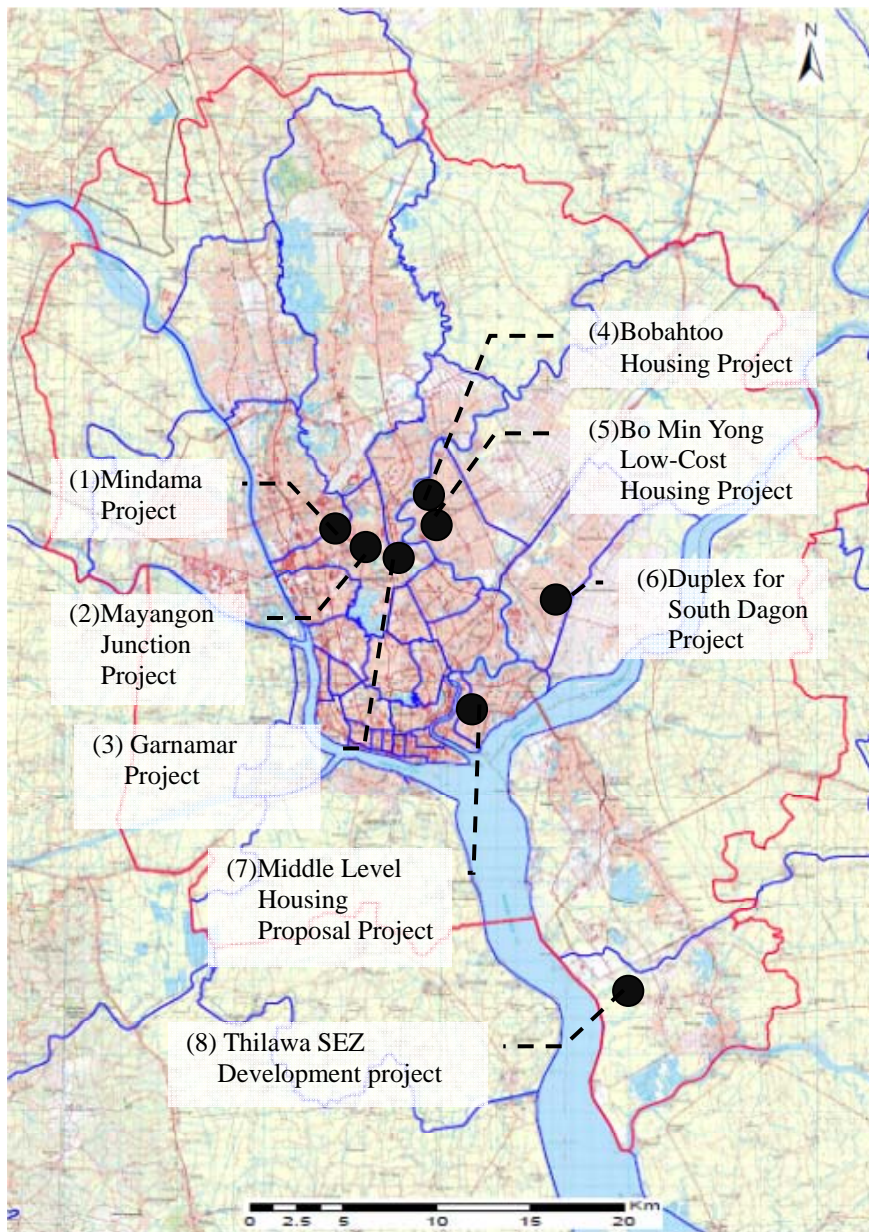 N
(4)Bobahtoo
Housing Project
(5)Bo Min Yong
Low-Cost
Housing Project
(1)Mindama
Project
(6)Duplex for
South Dagon
Project
(2)Mayangon
Junction
Project
(3) Garnamar
Project
(7)Middle Level
Housing
Proposal Project
(8) Thilawa SEZ
Development project
Km
0 2.5 5 10 15 20